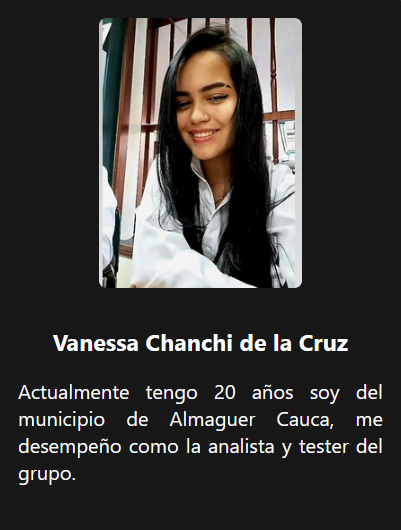 Vanessa Chanchi de la Cruz
Actualmente tengo 20 años soy del
municipio de Almaguer Cauca, me
desempeño como la analista y tester del
grupo.